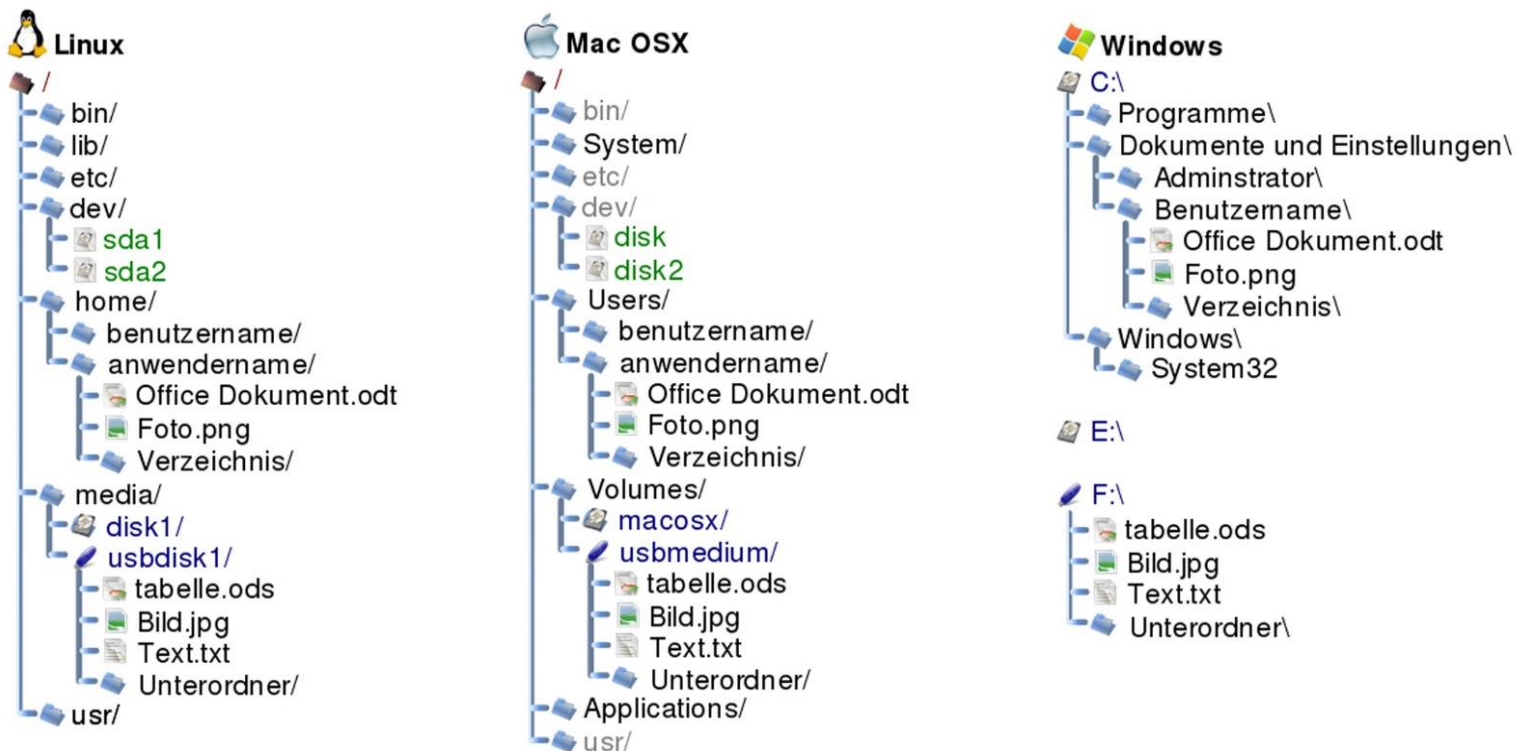 Linux
/
bin/
lib/
etc/
dev/
sda1
sda2
home/
benutzername/
anwendername/
Office Dokument.odt
Foto.png
Verzeichnis/
media/
disk1/
usbdisk1/
tabelle.ods
Bild.jpg
Text.txt
Unterordner/
usr/
Mac OSX
/
bin/
System/
etc/
dev/
disk
disk2
Users/
benutzername/
anwendername/
Office Dokument.odt
Foto.png
Verzeichnis/
Volumes/
macosx/
usbmedium/
tabelle.ods
Bild.jpg
Text.txt
Unterordner/
Applications/
usr/
Windows
C:\
Programme\
Dokumente und Einstellungen\
Adminstrator\
Benutzername\
Office Dokument.odt
Foto.png
Verzeichnis\
Windows\
System32
E:\
F:\
tabelle.ods
Bild.jpg
Text.txt
Unterordner\